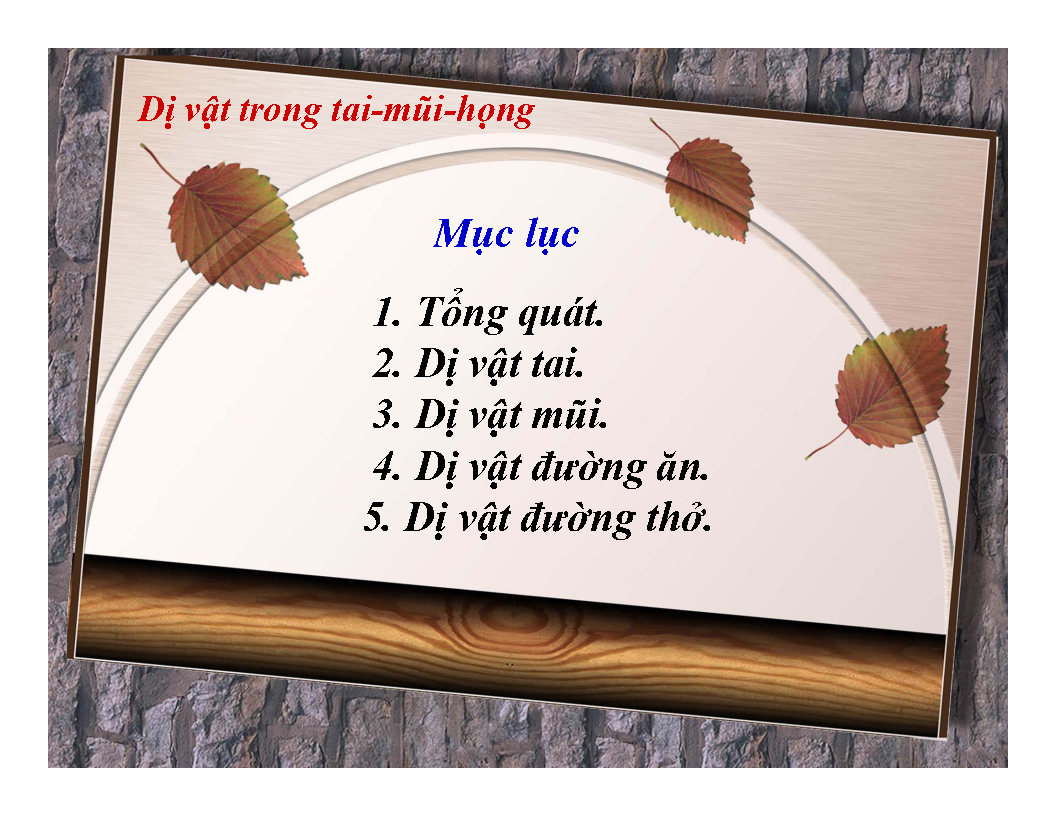 Dị vật trong tai-mũi-họng
Mục lục
1. Tổng quát.
2. Dị vật tai.
3. Dị vật mũi.
4. Dị vật đường ăn.
5. Dị vật đường thở.